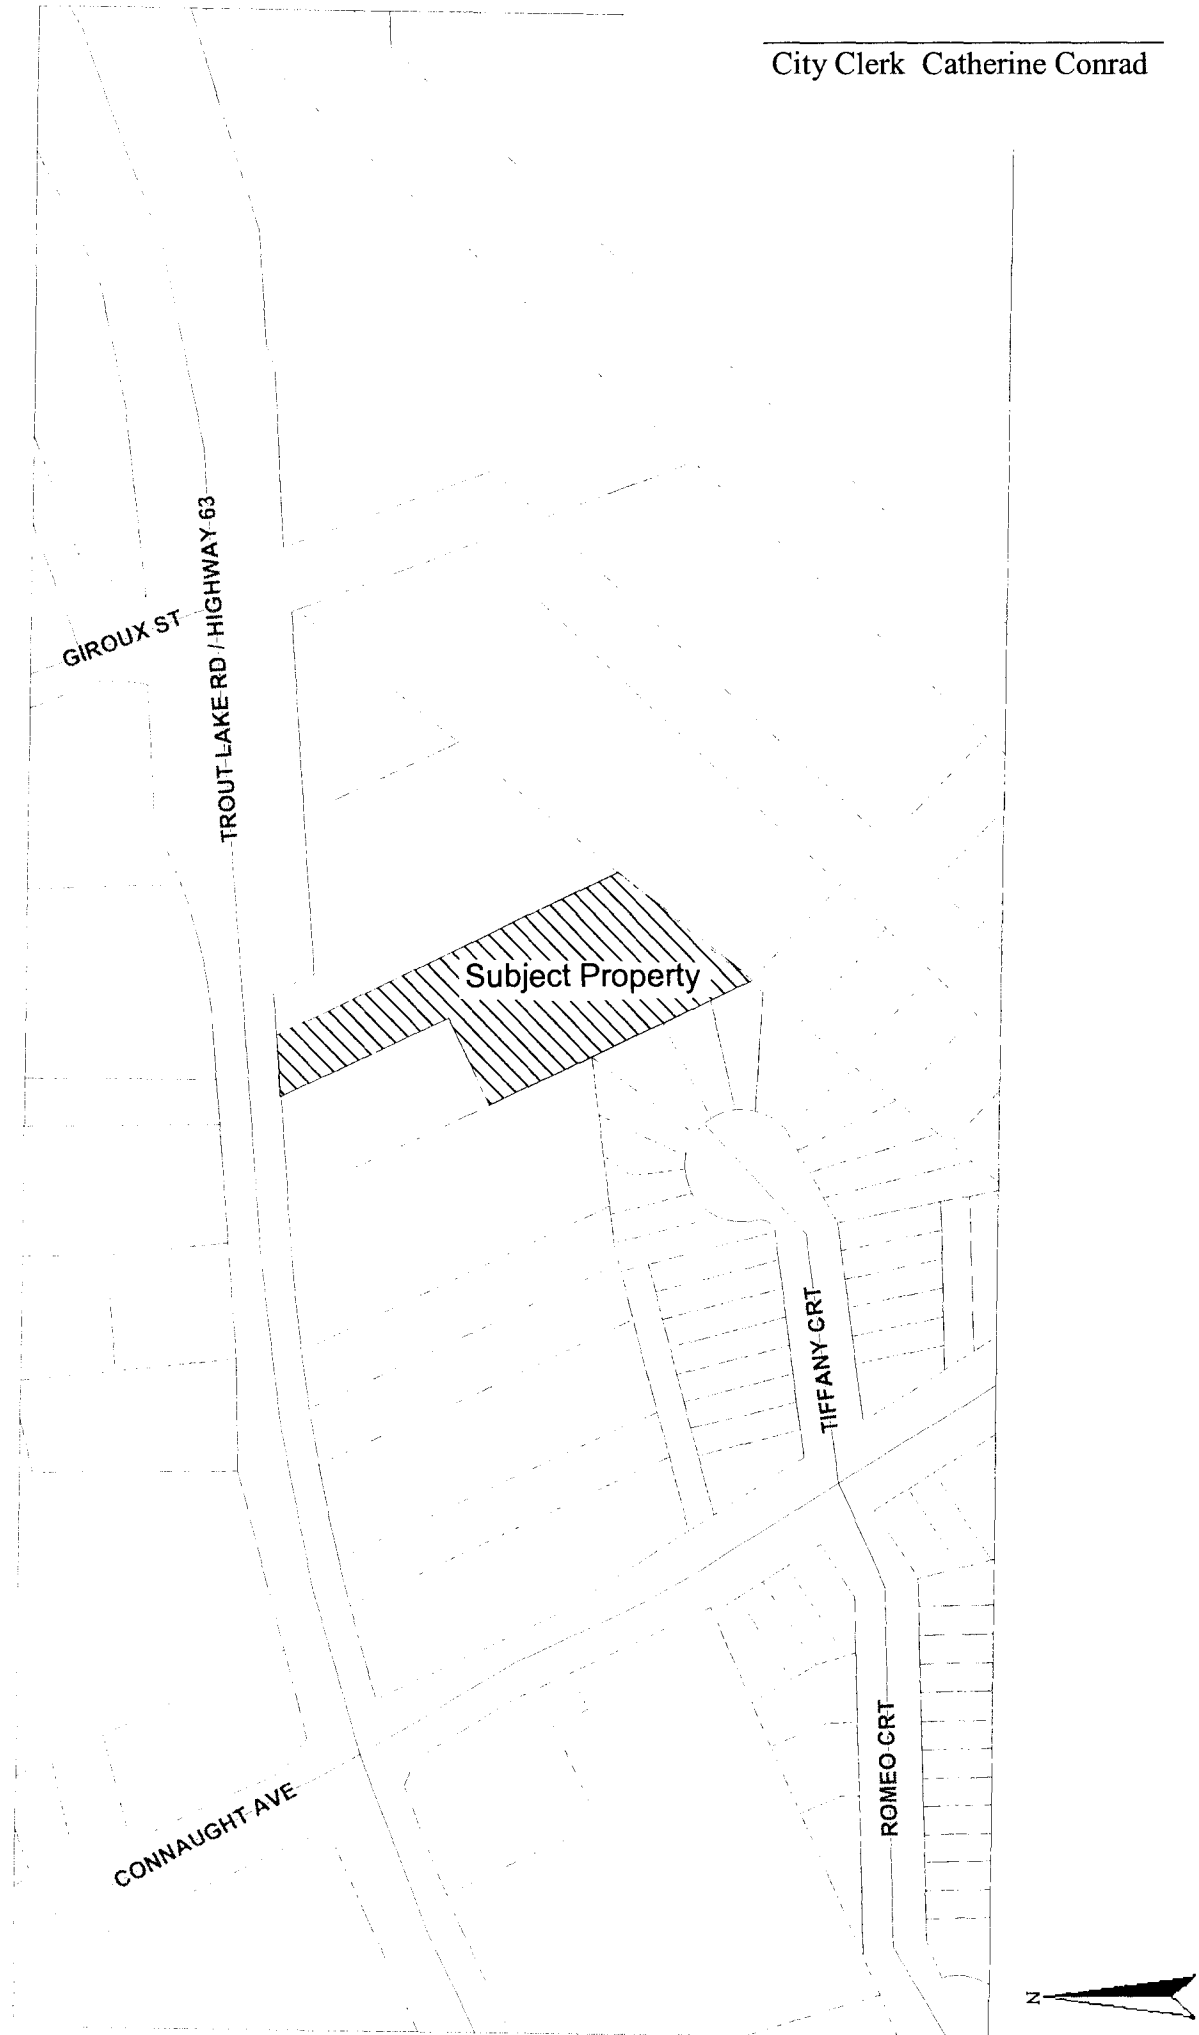 City Clerk Catherine Conrad
TROUT LAKE RD / HIGHWAY 63
GIROUX ST
Subject Property
TIFFANY CRT
ROMEO CRT
CONNAUGHT AVE
N